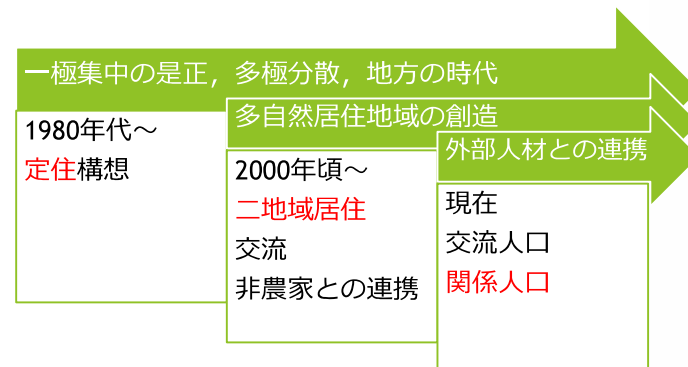 一極集中の是正，多極分散，地方の時代
1980年代～
定住構想
多自然居住地域の創造
2000年頃～
二地域居住
交流
非農家との連携
外部人材との連携
現在
交流人口
関係人口